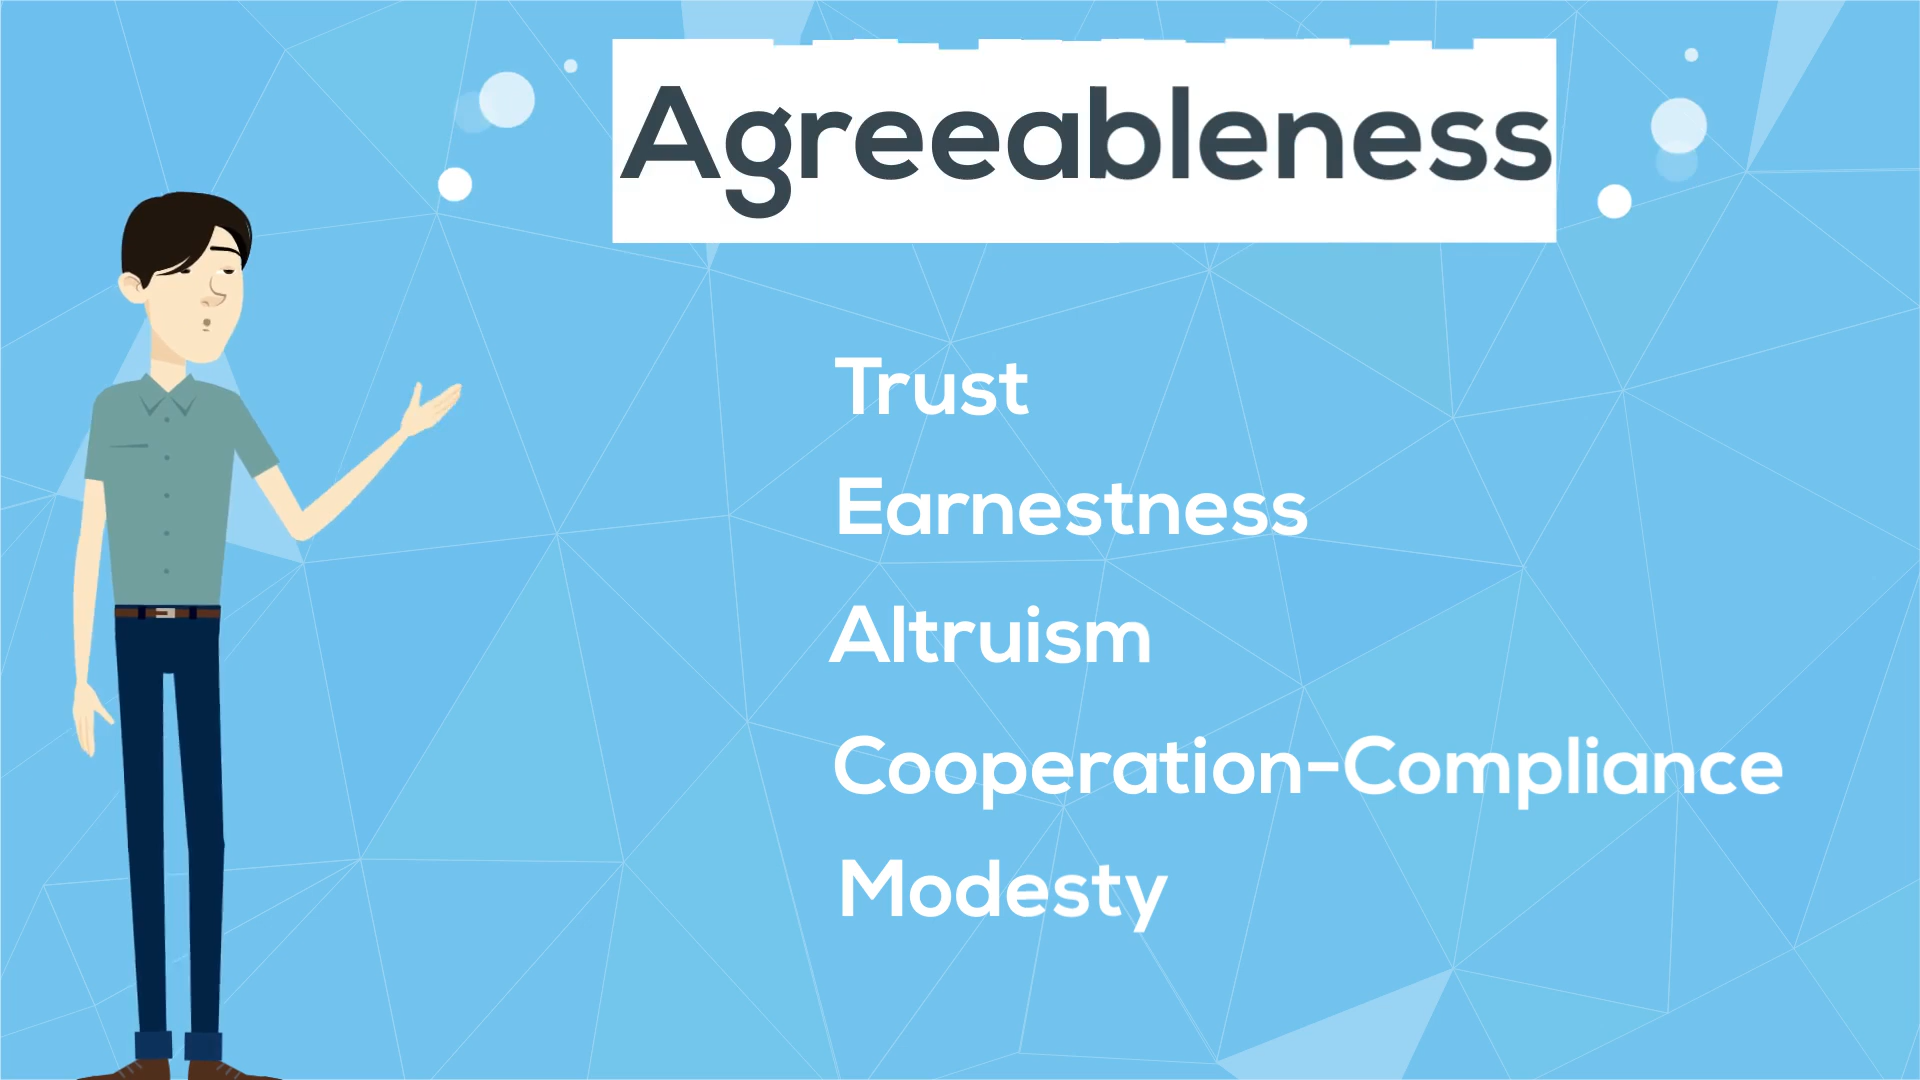 Agreeableness
Trust
Earnestness
Altruism
Cooperation-Compliance
Modesty